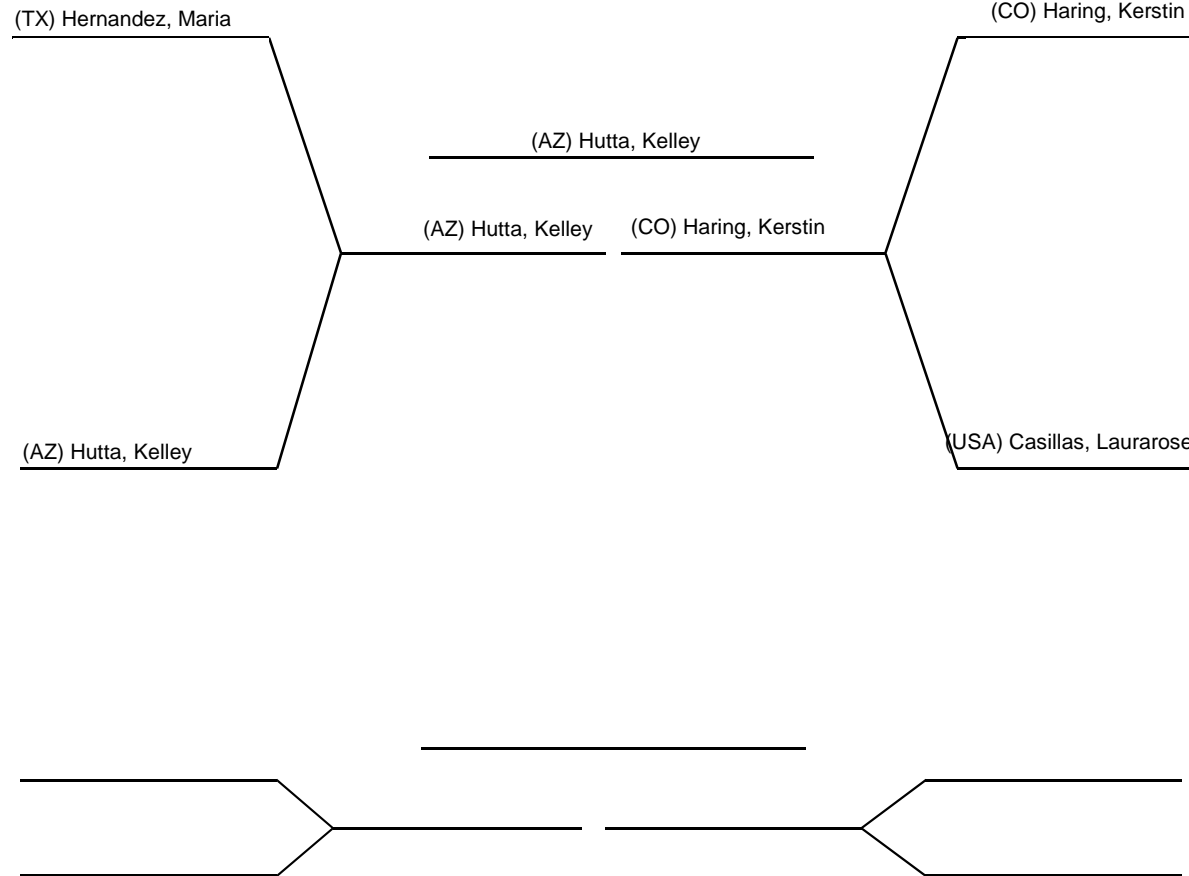 (TX) Hernandez, Maria
(CO) Haring, Kerstin
(AZ) Hutta, Kelley
(AZ) Hutta, Kelley
(CO) Haring, Kerstin
(AZ) Hutta, Kelley
(USA) Casillas, Laurarose